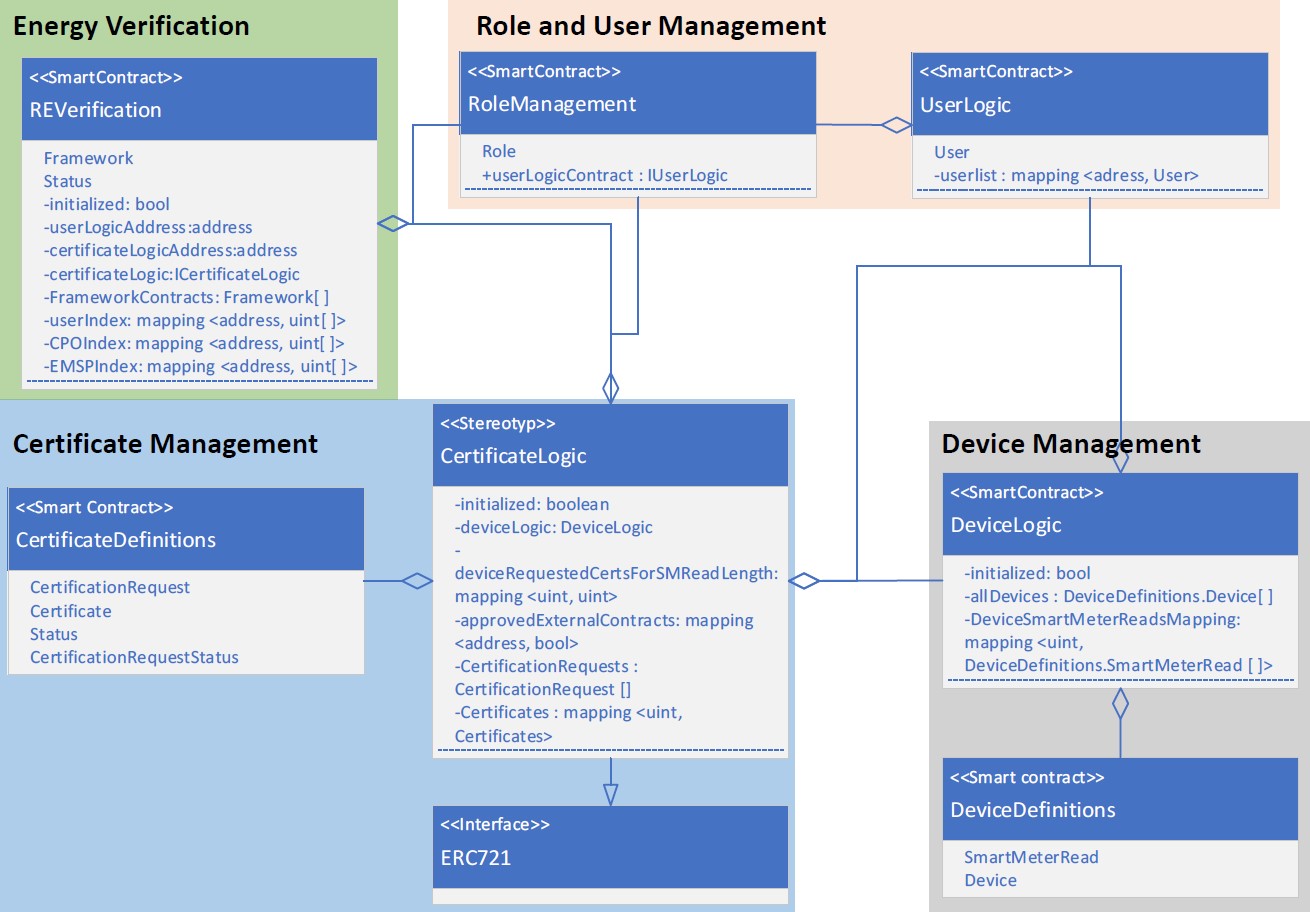 Energy Verification
<<SmartContract>>
REVerification
Framework
Status
-initialized: bool
-userLogicAddress:address
-certificateLogicAddress:address
-certificateLogic:ICertificateLogic
-FrameworkContracts: Framework[ ]
-userIndex: mapping <address, uint[ ]>
-CPOIndex: mapping <address, uint[ ]>
-EMSPIndex: mapping <address, uint[ ]>
Role and User Management
<<SmartContract>>
RoleManagement
Role
+userLogicContract : IUserLogic
<<SmartContract>>
UserLogic
User
-userlist : mapping <adress, User>
Certificate Management
<<Smart Contract>>
CertificateDefinitions
CertificationRequest
Certificate
Status
CertificationRequestStatus
<<Stereotyp>>
CertificateLogic
-initialized: boolean
-deviceLogic: DeviceLogic
-
deviceRequestedCertsForSMReadLength:
mapping <uint, uint>
-approvedExternalContracts: mapping
<address, bool>
-CertificationRequests :
CertificationRequest []
-Certificates : mapping <uint,
Certificates>
<<Interface>>
ERC721
Device Management
<<SmartContract>>
DeviceLogic
-initialized: bool
-allDevices : DeviceDefinitions.Device[ ]
-DeviceSmartMeterReadsMapping:
mapping <uint,
DeviceDefinitions.SmartMeterRead [ ]>
<<Smart contract>>
DeviceDefinitions
SmartMeterRead
Device